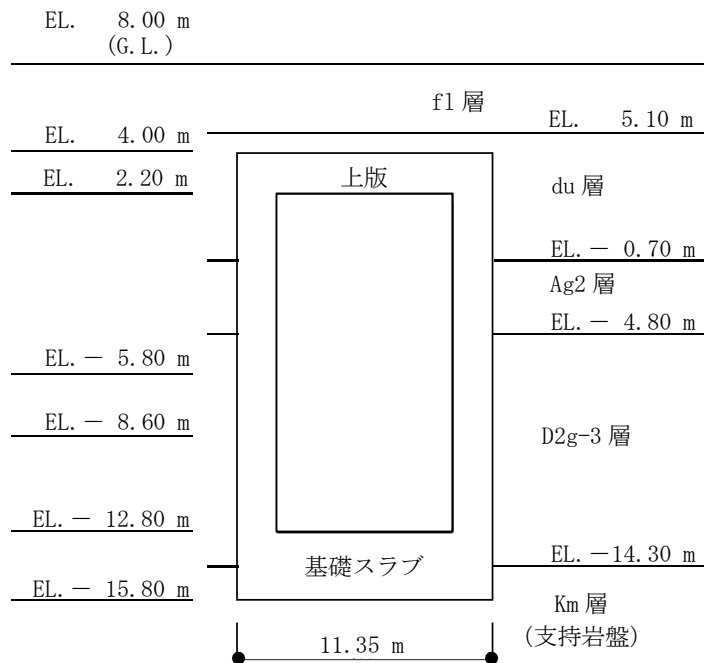 EL. 8.00 m
(G.L.)
fl 層
EL. 5.10 m
EL. 4.00 m
EL. 2.20 m
上版
du 層
EL.－ 0.70 m
Ag2 層
EL.－ 4.80 m
EL.－ 5.80 m
EL.－ 8.60 m
D2g-3 層
EL.－ 12.80 m
基礎スラブ
EL.－14.30 m
EL.－ 15.80 m
Km 層
(支持岩盤)
11.35 m